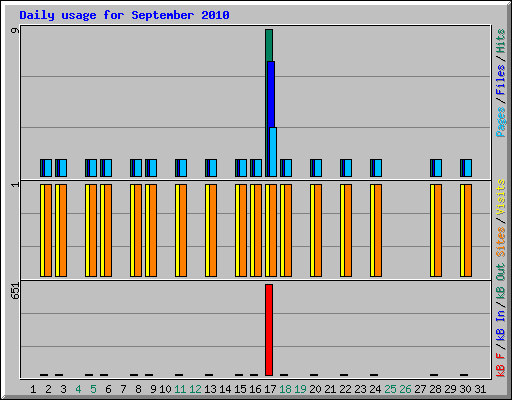 Daily usage for September 2010
9
Pages / Files / Hits
1
Sites / Visits
651
kB F / kB In / kB Out
1 2 3 4 5 6 7 8 9 10 11 12 13 14 15 16 17 18 19 20 21 22 23 24 25 26 27 28 29 30 31